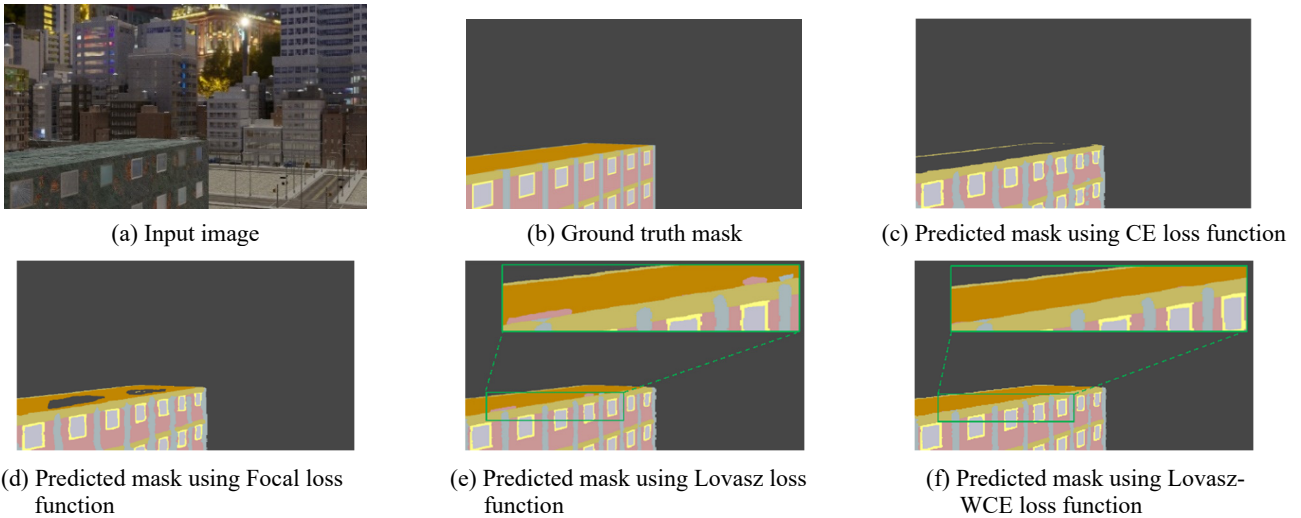 (a) Input image
(b) Ground truth mask
(c) Predicted mask using CE loss function
(d) Predicted mask using Focal loss
function
(e) Predicted mask using Lovasz loss
function
(f) Predicted mask using Lovasz-
WCE loss function